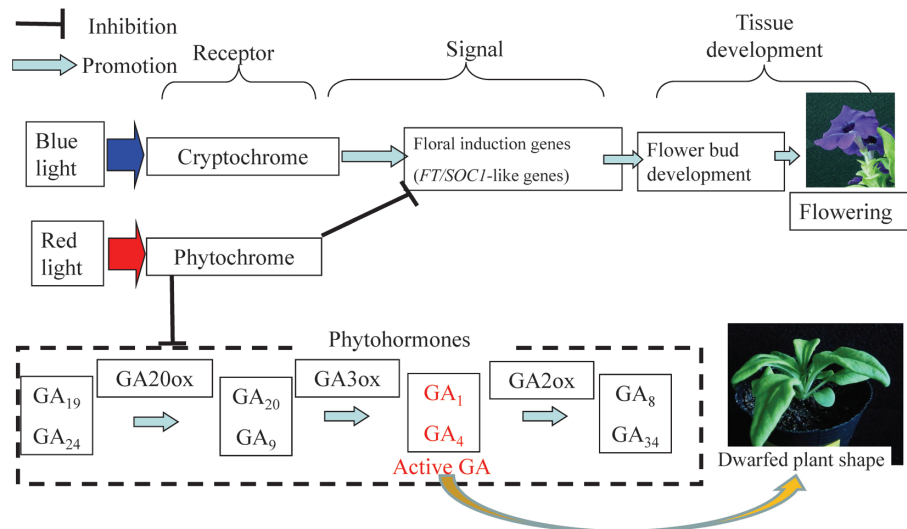 Inhibition
Promotion
Receptor
Signal
Tissue
development
Blue
light
Cryptochrome
Floral induction genes
(FT/SOC1-like genes)
Flower bud
development
Flowering
Red
light
Phytochrome
Phytohormones
GA20ox
GA3ox
GA2ox
GA₁₉
GA₂₄
GA₂₀
GA₉
GA₁
GA₄
GA₈
GA₃₄
Active GA
Dwarfed plant shape